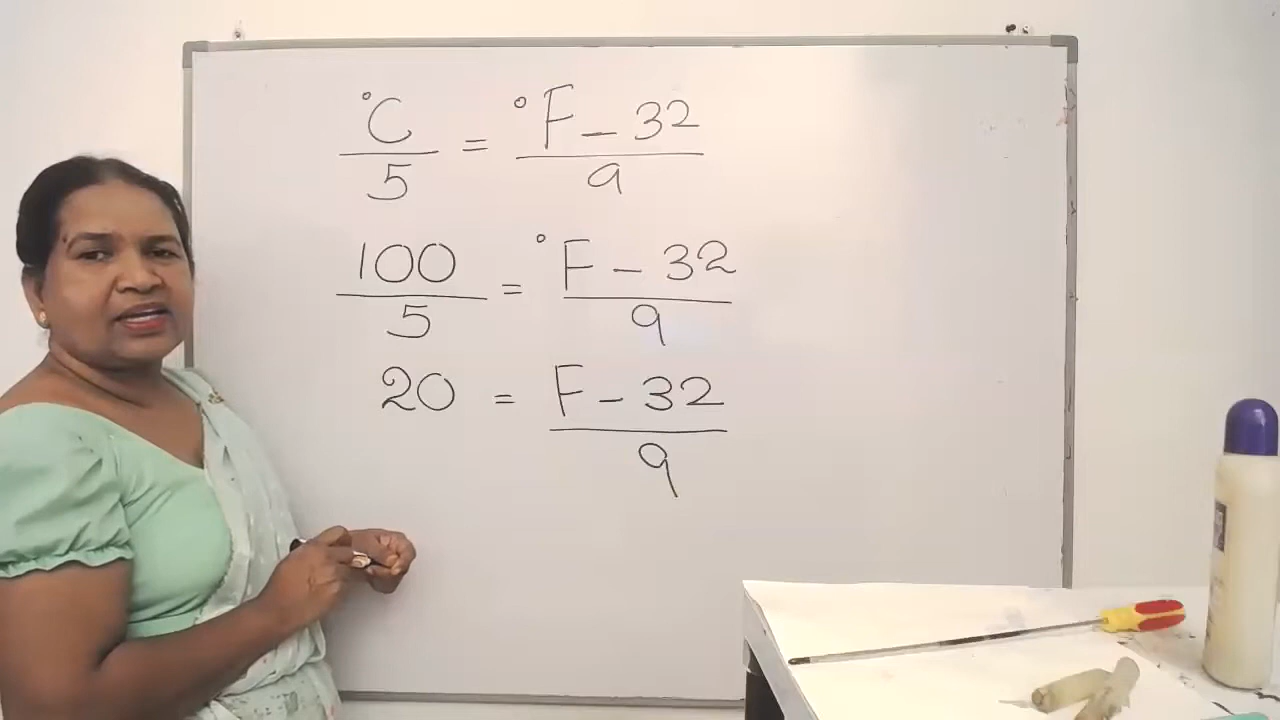 °C/5 = °F - 32/9
100/5 = °F - 32/9
20 = F - 32/9